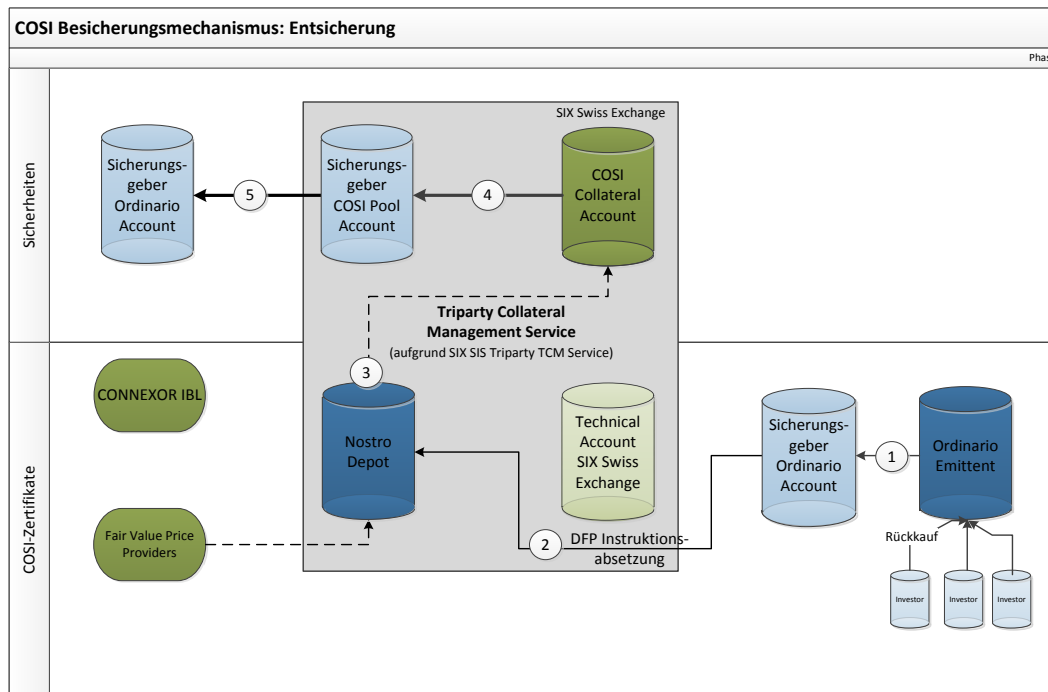 COSI Besicherungsmechanismus: Entsicherung
Phas
Sicherheiten
SIX Swiss Exchange
Sicherungs-
geber
Ordinario
Account
5
Sicherungs-
geber
COSI Pool
Account
4
COSI
Collateral
Account
Triparty Collateral
Management Service
(aufgrund SIX SIS Triparty TCM Service)
COSI-Zertifikate
CONNEXOR IBL
3
Nostro
Depot
Technical
Account
SIX Swiss
Exchange
Sicherungs-
geber
Ordinario
Account
1
Ordinario
Emittent
Fair Value Price
Providers
2
DFP Instruktions-
absetzung
Rückkauf
Investor
Investor
Investor